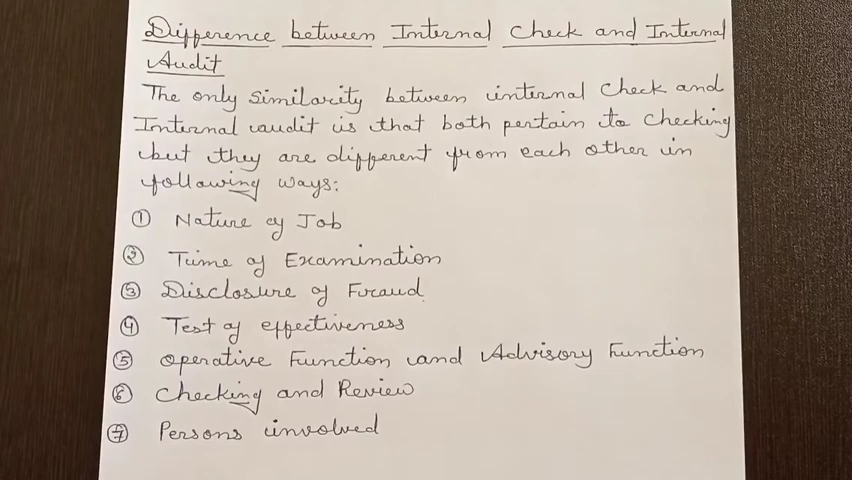 Difference between Internal Check and Internal
Audit
The only similarity between internal check and
Internal audit is that both pertain to checking
but they are different from each other in
following ways:
① Nature of Job
② Time of Examination
③ Disclosure of Fraud
④ Test of effectiveness
⑤ Operative Function and Advisory Function
⑥ Checking and Review
⑦ Persons involved